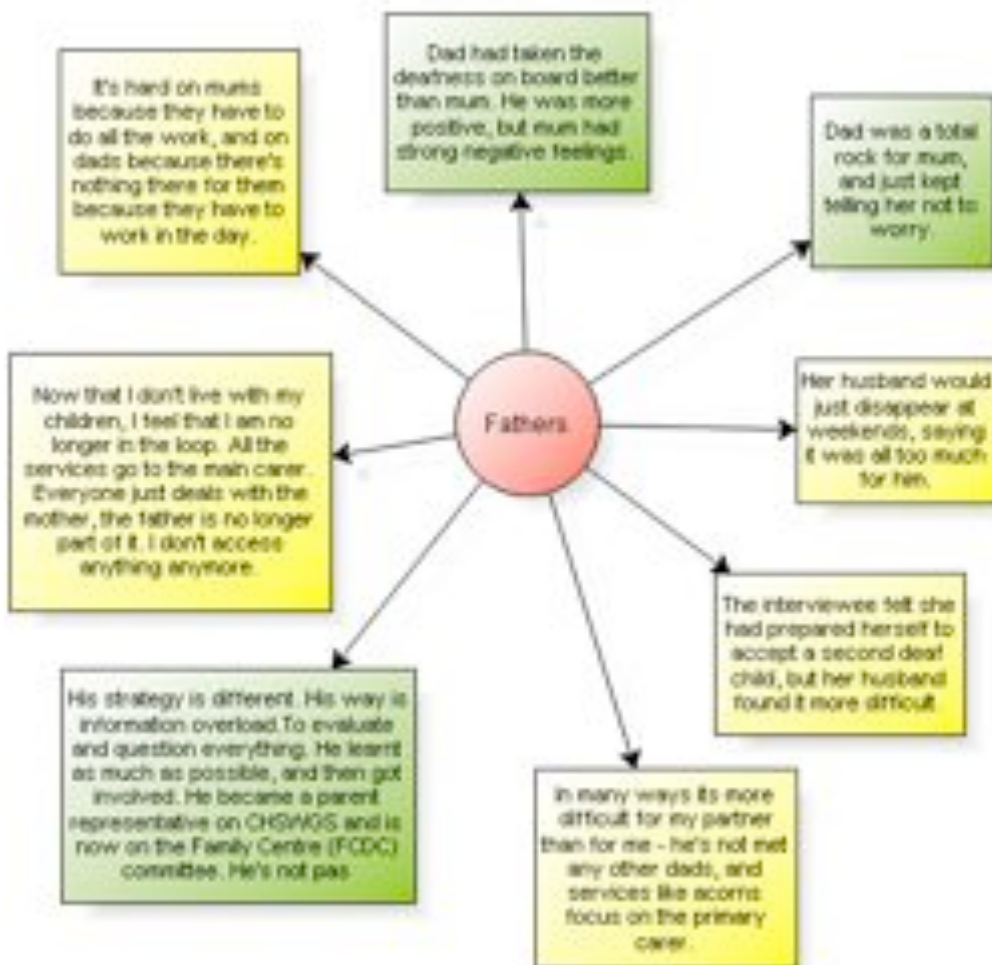 It's hard on mums
because they have to
do all the work, and on
dads because there's
nothing there for them
because they have to
work in the day.
Dad had taken the
deafness on board better
than mum. He was more
positive, but mum had
strong negative feelings.
Dad was a total
rock for mum,
and just kept
telling her not to
worry.
Fathers
Now that I don't live with my
children, I feel that I am no
longer in the loop. All the
services go to the main carer.
Everyone just deals with the
mother, the father is no longer
part of it. I don't access
anything anymore.
Her husband would
just disappear at
weekends, saying
it was all too much
for him.
The interviewee felt she
had prepared herself to
accept a second deaf
child, but her husband
found it more difficult.
His strategy is different. His way is
information overload.To evaluate
and question everything. He learnt
as much as possible, and then got
involved. He became a parent
representative on CHSWGS and is
now on the Family Centre (FCDC)
committee. He's not pas
In many ways its more
difficult for my partner
than for me - he's not met
any other dads, and
services like acorns
focus on the primary
carer.